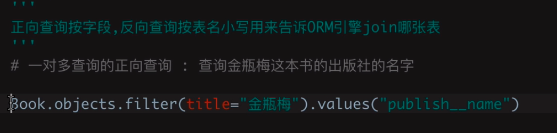 '''
正向查询按字段,反向查询按表名小写用来告诉ORM引擎join哪张表
'''
# 一对多查询的正向查询 : 查询金瓶梅这本书的出版社的名字
Book.objects.filter(title="金瓶梅").values("publish__name")